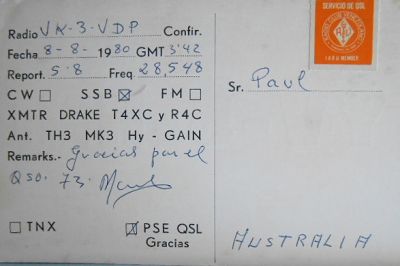 Radio VK-3-VDP Confir.
Fecha 8-8- 1980 GMT 3'42
Report. 5-8 Freq. 28,548
CW SSB FM
XMTR DRAKE T4XC y R4C
Ant. TH3 MK3 Hy - GAIN
Remarks.- Gracias por el
Qso. 73.
TNX PSE QSL
Gracias
SERVICIO DE QSL
I A R U MEMBER
Sr. Paul
AUSTRALIA